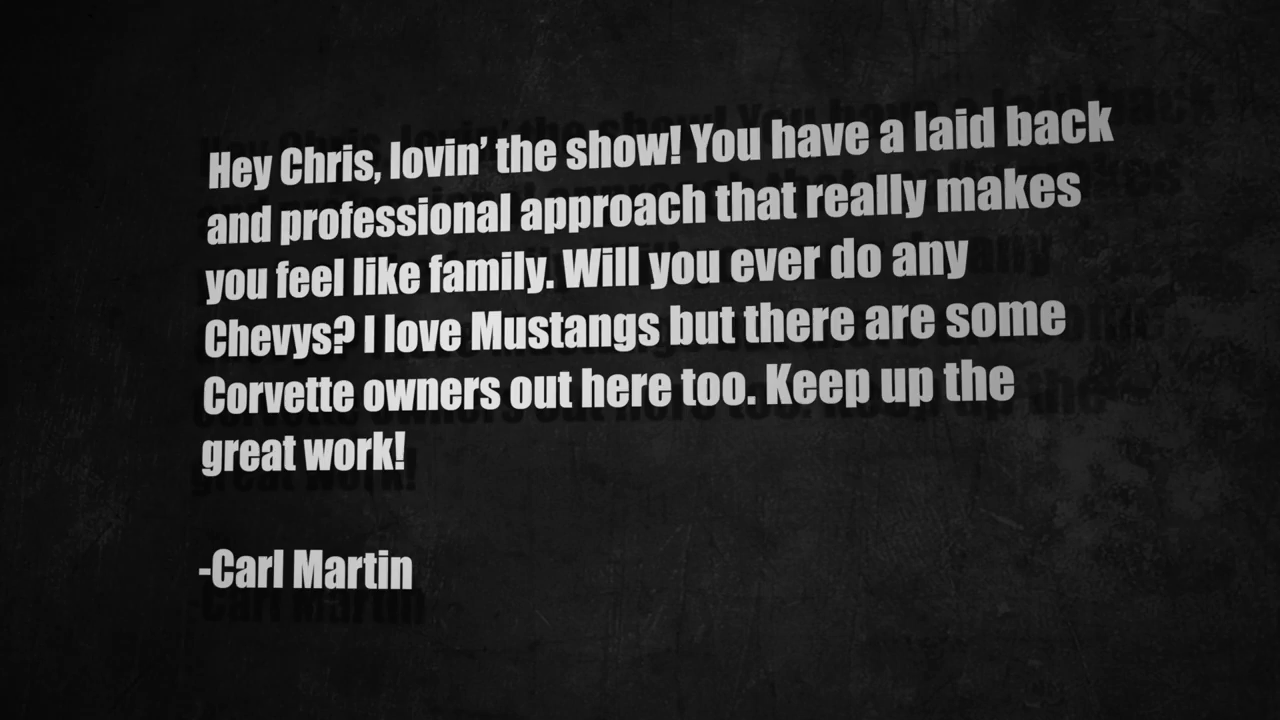 Hey Chris, lovin’ the show! You have a laid back
and professional approach that really makes
you feel like family. Will you ever do any
Chevys? I love Mustangs but there are some
Corvette owners out here too. Keep up the
great work!
-Carl Martin